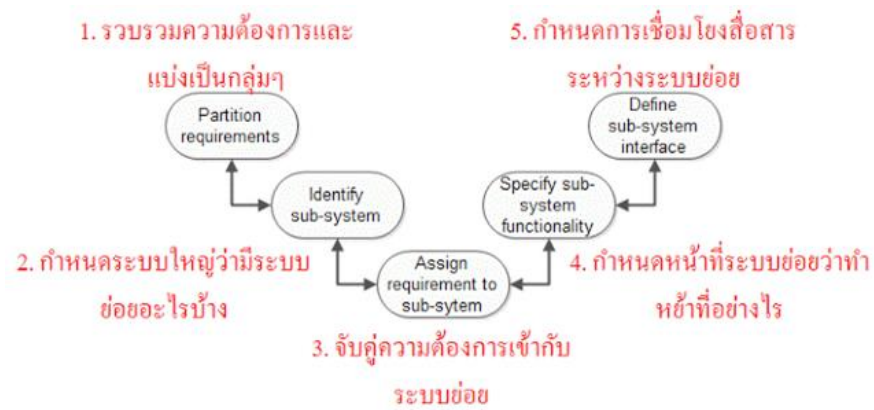 1. รวบรวมความต้องการและ
แบ่งเป็นกลุ่มๆ
Partition
requirements
Identify
sub-system
2. กำหนดระบบใหญ่ว่ามีระบบ
ย่อยอะไรบ้าง
Assign
requirement to
sub-sytem
3. จับคู่ความต้องการเข้ากับ
ระบบย่อย
Specify sub-
system
functionality
4. กำหนดหน้าที่ระบบย่อยว่าทำ
หย้าที่อย่างไร
5. กำหนดการเชื่อมโยงสื่อสาร
ระหว่างระบบย่อย
Define
sub-system
interface